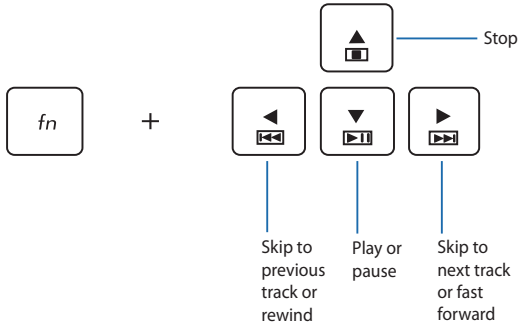 Stop
fn
+
Skip to
previous
track or
rewind
Play or
pause
Skip to
next track
or fast
forward